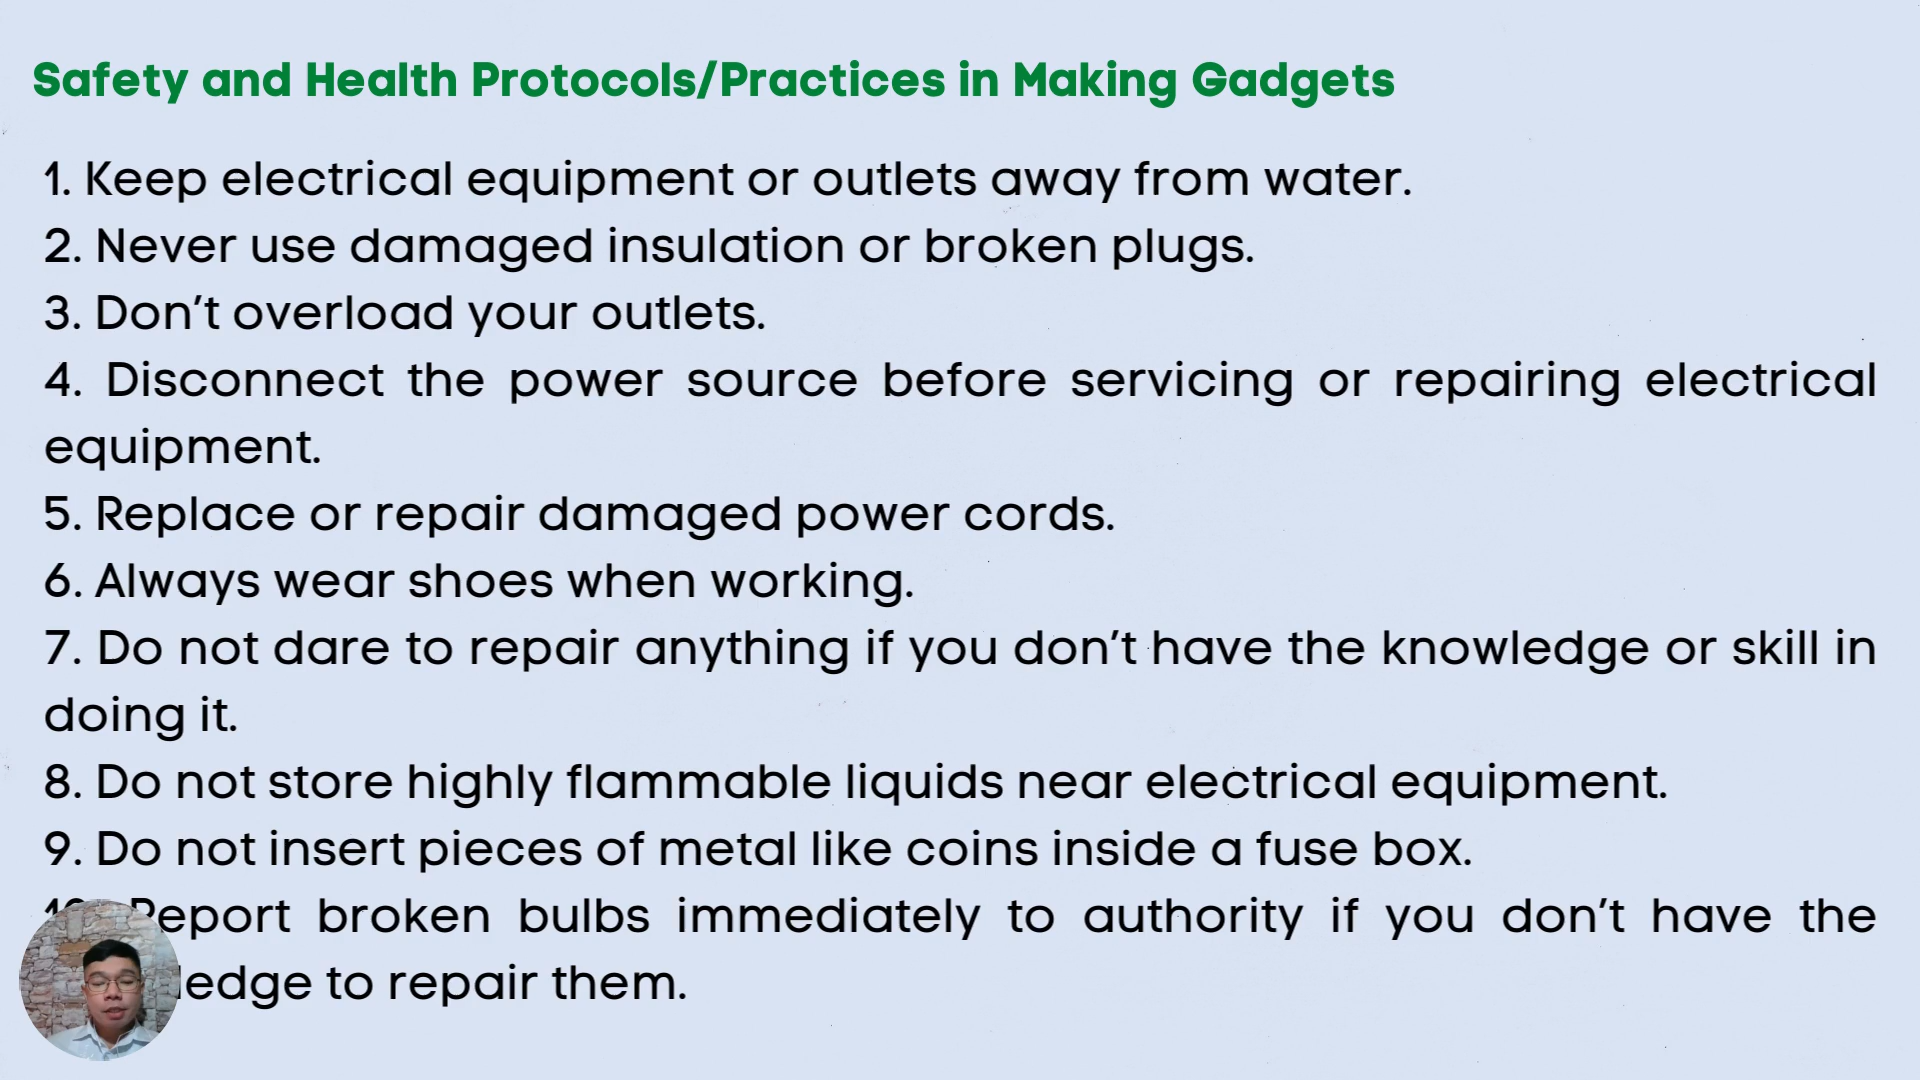 Safety and Health Protocols/Practices in Making Gadgets
1. Keep electrical equipment or outlets away from water.
2. Never use damaged insulation or broken plugs.
3. Don’t overload your outlets.
4. Disconnect the power source before servicing or repairing electrical
equipment.
5. Replace or repair damaged power cords.
6. Always wear shoes when working.
7. Do not dare to repair anything if you don’t have the knowledge or skill in
doing it.
8. Do not store highly flammable liquids near electrical equipment.
9. Do not insert pieces of metal like coins inside a fuse box.
10. Report broken bulbs immediately to authority if you don’t have the
ledge to repair them.